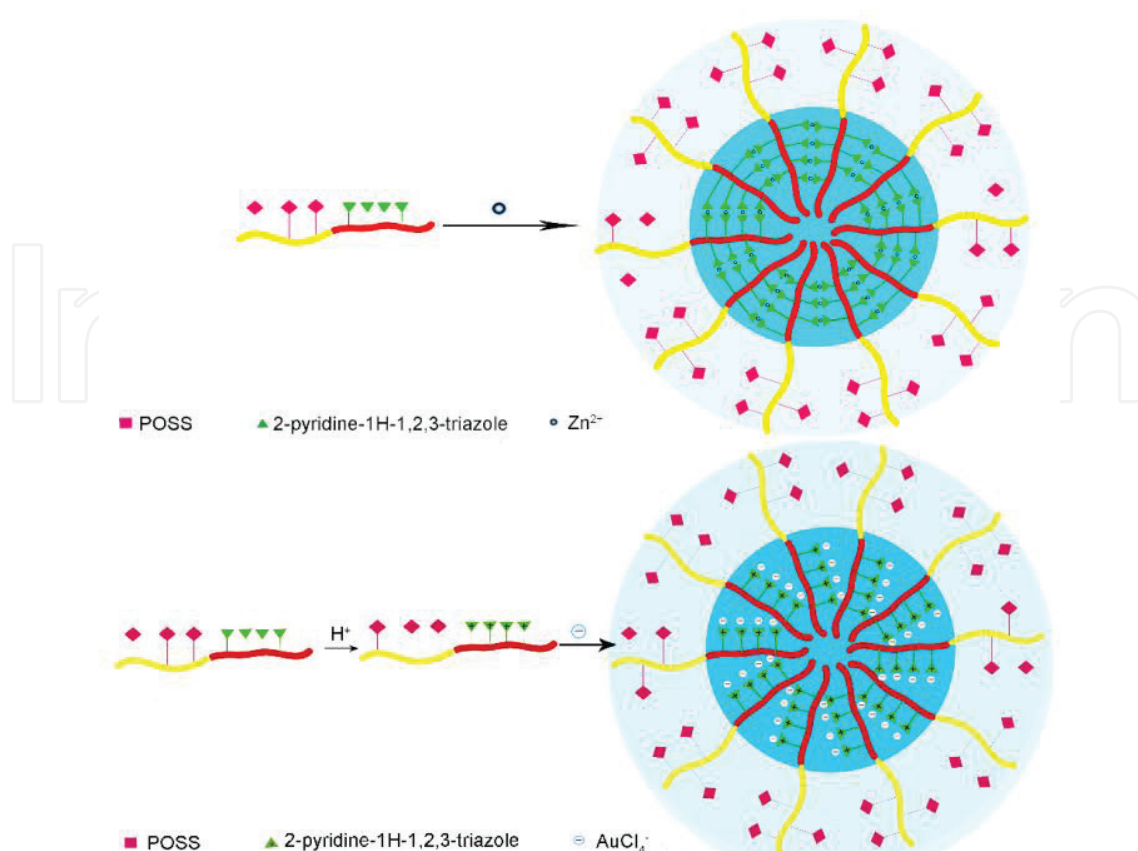 POSS 2-pyridine-1H-1,2,3-triazole Zn²⁺
H⁺
POSS 2-pyridine-1H-1,2,3-triazole AuCl₄⁻